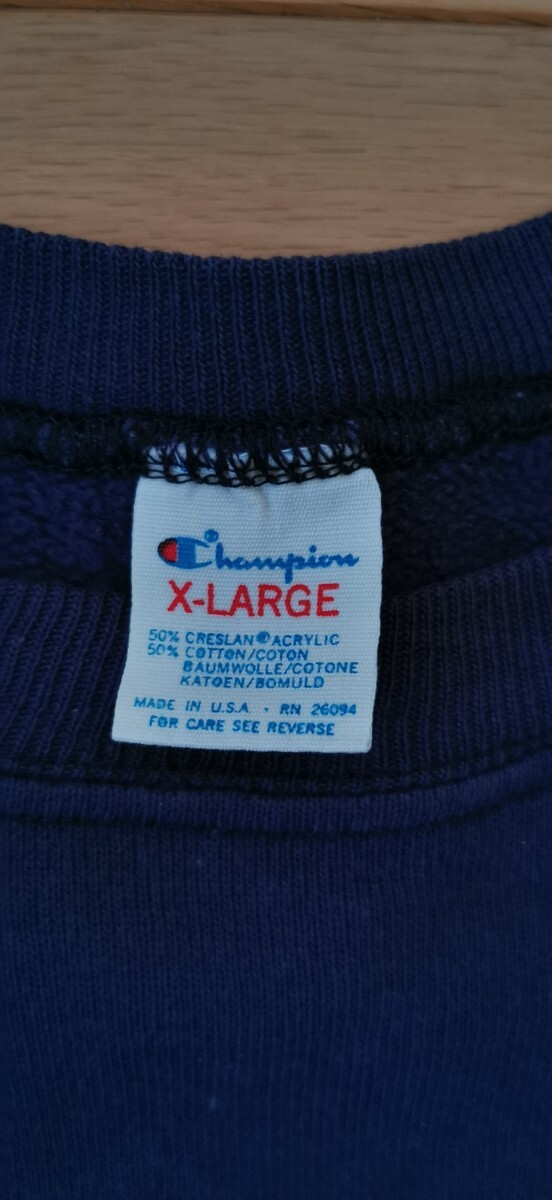 Champion®
X-LARGE
50% CRESLAN® ACRYLIC
50% COTTON/COTON
BAUMWOLLE/COTONE
KATOEN/BOMULD
MADE IN U.S.A. · RN 26094
FOR CARE SEE REVERSE